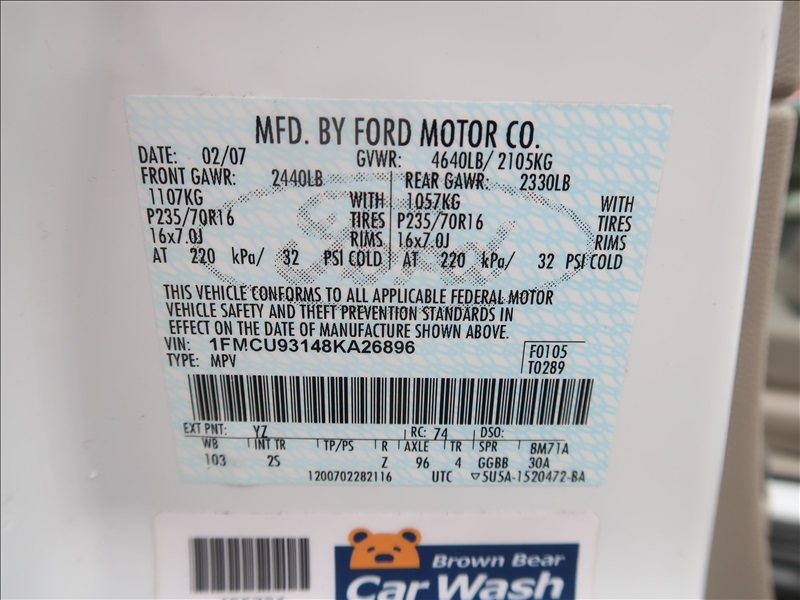 MFD. BY FORD MOTOR CO.
DATE: 02/07 GVWR: 4640LB/ 2105KG
FRONT GAWR: 2440LB REAR GAWR: 2330LB
1107KG WITH 1057KG WITH
P235/70R16 TIRES P235/70R16 TIRES
16x7.0J RIMS 16x7.0J RIMS
AT 220 kPa/ 32 PSI COLD AT 220 kPa/ 32 PSI COLD
Ford
THIS VEHICLE CONFORMS TO ALL APPLICABLE FEDERAL MOTOR
VEHICLE SAFETY AND THEFT PREVENTION STANDARDS IN
EFFECT ON THE DATE OF MANUFACTURE SHOWN ABOVE.
VIN: 1FMCU93148KA26896 F0105
TYPE: MPV T0289
EXT PNT: YZ RC: 74 DSO:
WB INT TR TP/PS R AXLE TR SPR 8M71A
103 2S Z 96 4 GGBB 30A
1200702282116 UTC ▽5U5A-1520472-BA
Brown Bear
Car Wash